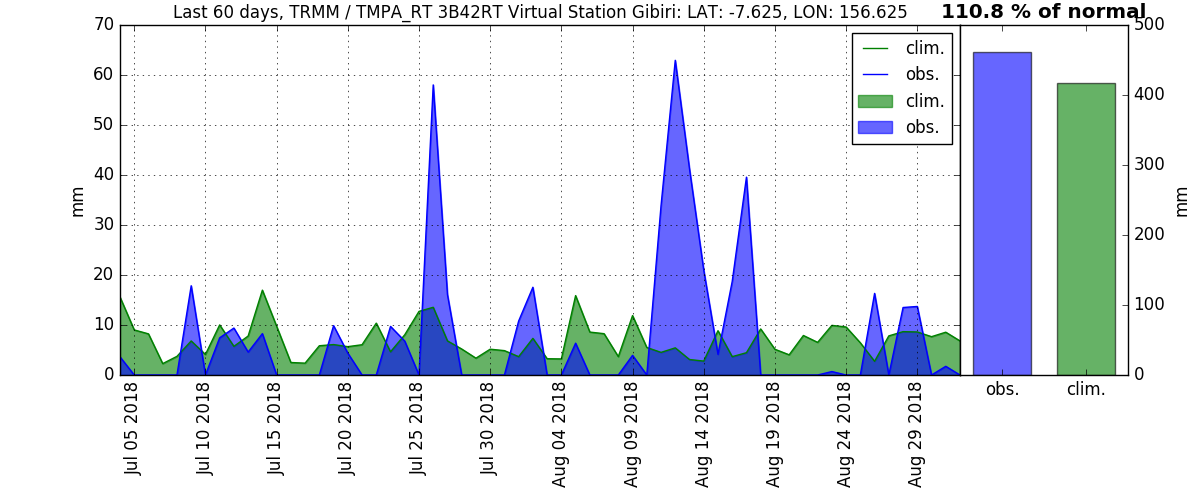 Last 60 days, TRMM / TMPA_RT 3B42RT Virtual Station Gibiri: LAT: -7.625, LON: 156.625
110.8 % of normal
70
60
50
40
30
20
10
0
mm
clim.
obs.
clim.
obs.
Jul 05 2018
Jul 10 2018
Jul 15 2018
Jul 20 2018
Jul 25 2018
Jul 30 2018
Aug 04 2018
Aug 09 2018
Aug 14 2018
Aug 19 2018
Aug 24 2018
Aug 29 2018
500
400
300
200
100
0
mm
obs.
clim.